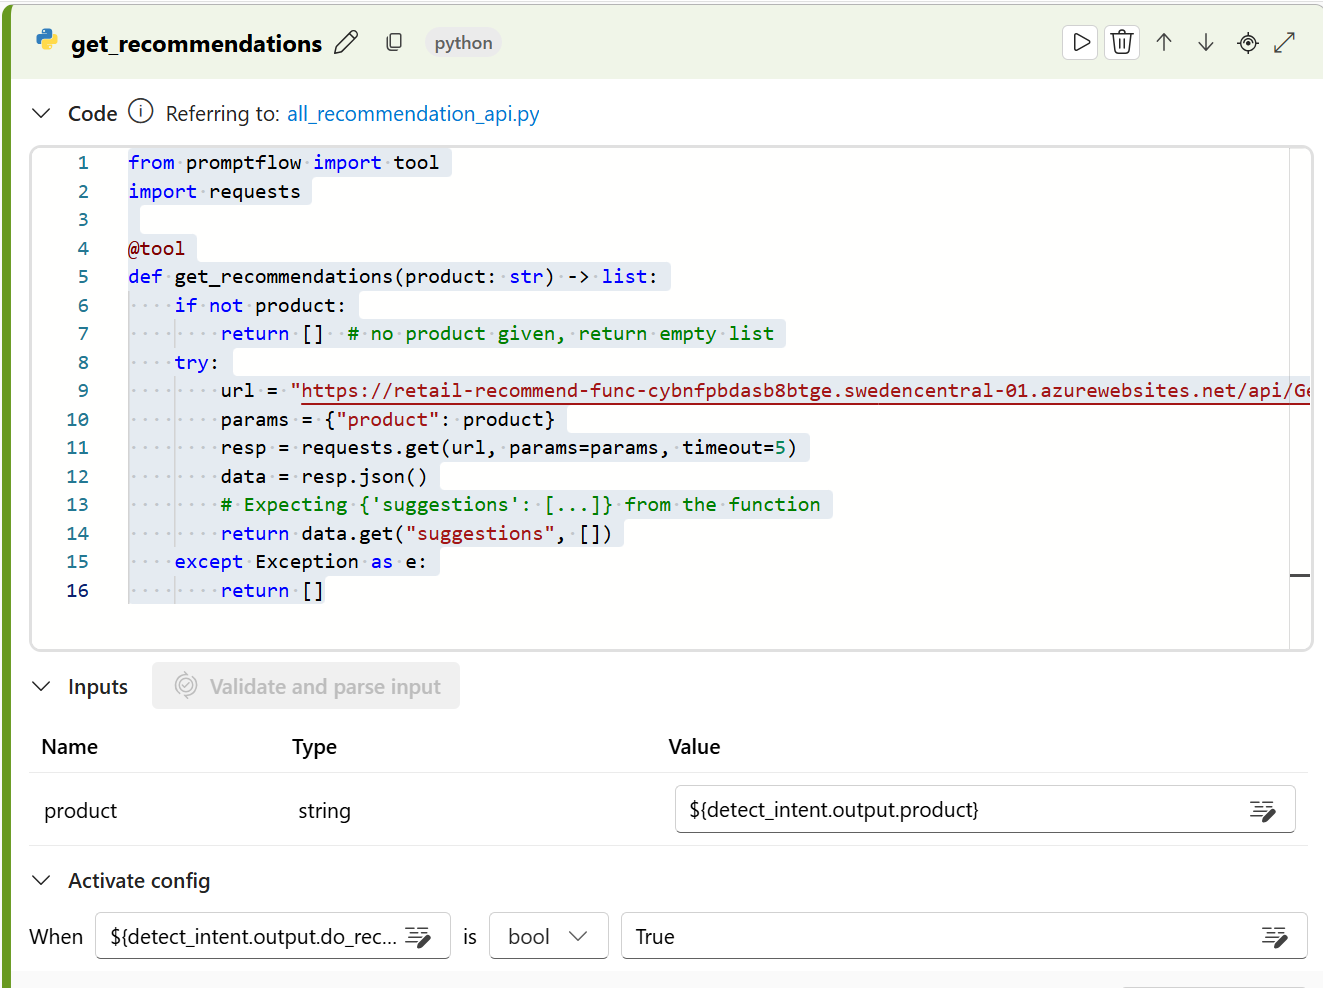 get_recommendations python
Code Referring to: all_recommendation_api.py
1 from promptflow import tool
2 import requests
3
4 @tool
5 def get_recommendations(product: str) -> list:
6     if not product:
7         return []  # no product given, return empty list
8     try:
9         url = "https://retail-recommend-func-cybnfpbdasb8btge.swedencentral-01.azurewebsites.net/api/Ge
10         params = {"product": product}
11         resp = requests.get(url, params=params, timeout=5)
12         data = resp.json()
13         # Expecting {'suggestions': [...]} from the function
14         return data.get("suggestions", [])
15     except Exception as e:
16         return []
Inputs Validate and parse input
Name Type Value
product string ${detect_intent.output.product}
Activate config
When ${detect_intent.output.do_rec... is bool True